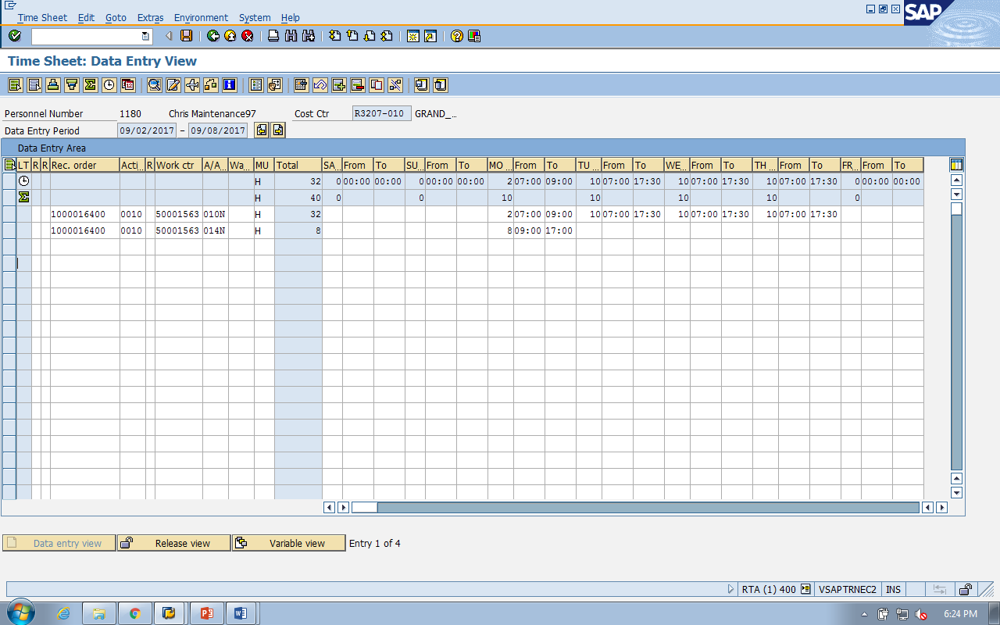 Time Sheet Edit Goto Extras Environment System Help
SAP
Time Sheet: Data Entry View
Personnel Number 1180 Chris Maintenance97 Cost Ctr R3207-010 GRAND_...
Data Entry Period 09/02/2017 - 09/08/2017
Data Entry Area
LT R R Rec. order Acti... R Work ctr A/A... Wa... MU Total SA... From To SU... From To MO ... From To TU ... From To WE... From To TH ... From To FR... From To
H 32 0 00:00 00:00 0 00:00 00:00 2 07:00 09:00 10 07:00 17:30 10 07:00 17:30 10 07:00 17:30 0 00:00 00:00
H 40 0 0 10 10 10 10 0
1000016400 0010 50001563 010N H 32 2 07:00 09:00 10 07:00 17:30 10 07:00 17:30 10 07:00 17:30
1000016400 0010 50001563 014N H 8 8 09:00 17:00
Data entry view Release view Variable view Entry 1 of 4
RTA (1) 400 VSAPTRNEC2 INS
6:24 PM